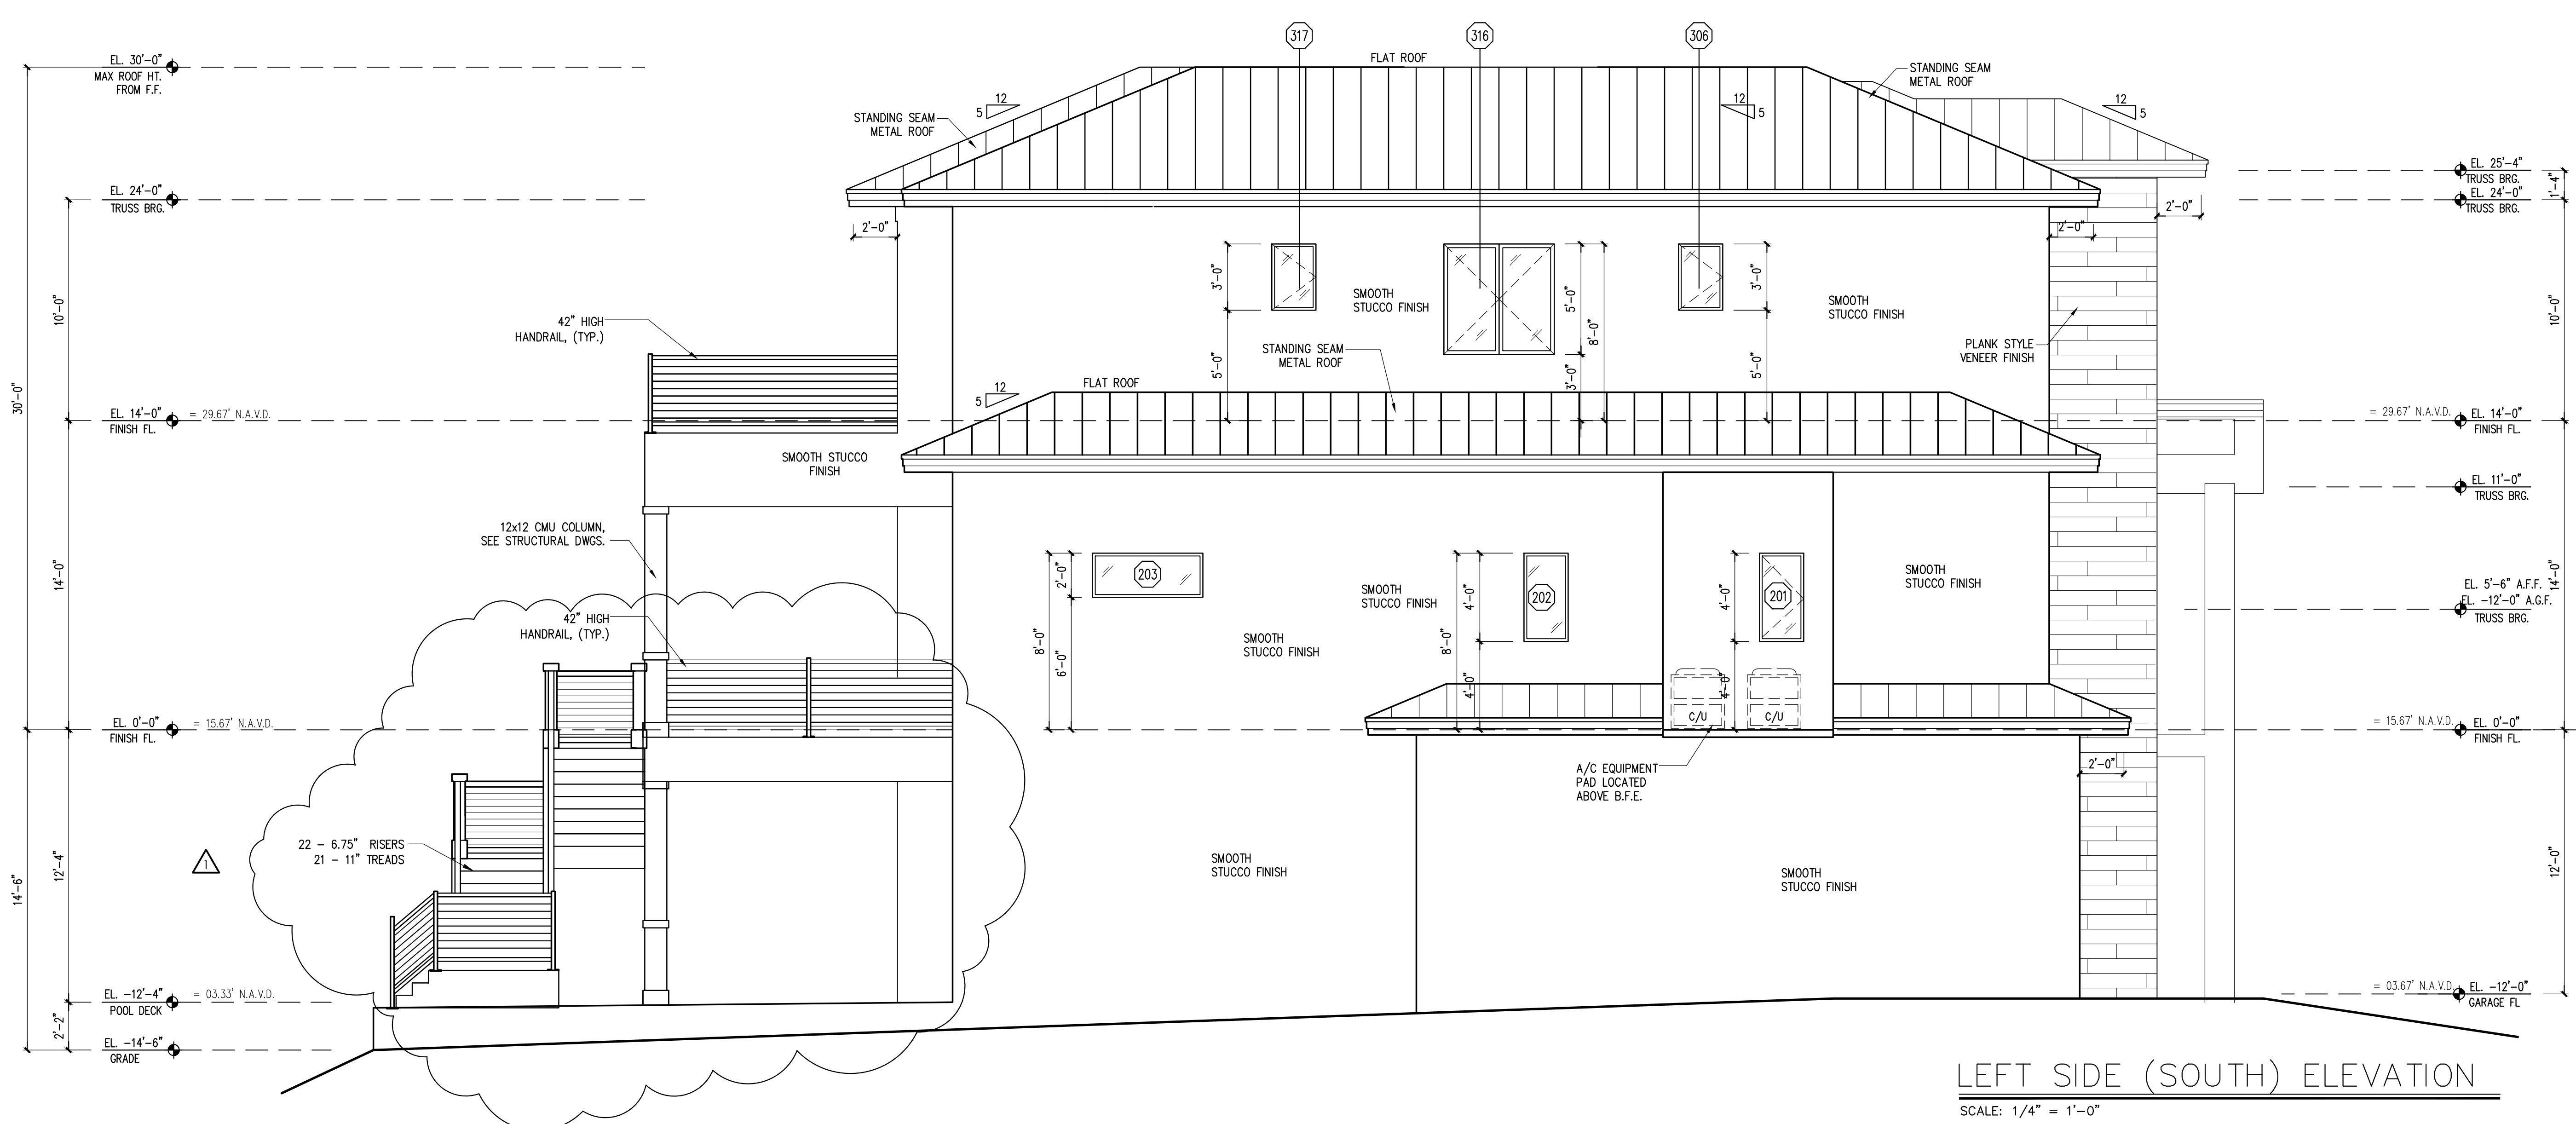 317
316
306
EL. 30'-0"
MAX ROOF HT.
FROM F.F.
FLAT ROOF
STANDING SEAM
METAL ROOF
12
5
12
5
12
5
STANDING SEAM
METAL ROOF
EL. 24'-0"
TRUSS BRG.
EL. 25'-4"
TRUSS BRG.
1'-4"
EL. 24'-0"
TRUSS BRG.
2'-0"
2'-0"
2'-0"
3'-0"
5'-0"
8'-0"
3'-0"
SMOOTH
STUCCO FINISH
SMOOTH
STUCCO FINISH
10'-0"
10'-0"
42" HIGH
HANDRAIL, (TYP.)
STANDING SEAM
METAL ROOF
PLANK STYLE
VENEER FINISH
5'-0"
3'-0"
5'-0"
30'-0"
12
5
FLAT ROOF
EL. 14'-0"
= 29.67' N.A.V.D.
FINISH FL.
= 29.67' N.A.V.D.
EL. 14'-0"
FINISH FL.
SMOOTH STUCCO
FINISH
EL. 11'-0"
TRUSS BRG.
12x12 CMU COLUMN,
SEE STRUCTURAL DWGS.
14'-0"
203
2'-0"
6'-0"
8'-0"
SMOOTH
STUCCO FINISH
202
4'-0"
4'-0"
8'-0"
201
4'-0"
4'-0"
SMOOTH
STUCCO FINISH
14'-0"
EL. 5'-6" A.F.F.
EL. -12'-0" A.G.F.
TRUSS BRG.
42" HIGH
HANDRAIL, (TYP.)
SMOOTH
STUCCO FINISH
C/U
C/U
EL. 0'-0"
= 15.67' N.A.V.D.
FINISH FL.
= 15.67' N.A.V.D.
EL. 0'-0"
FINISH FL.
A/C EQUIPMENT
PAD LOCATED
ABOVE B.F.E.
2'-0"
22 - 6.75" RISERS
21 - 11" TREADS
1
12'-4"
14'-6"
SMOOTH
STUCCO FINISH
SMOOTH
STUCCO FINISH
12'-0"
EL. -12'-4"
= 03.33' N.A.V.D.
POOL DECK
= 03.67' N.A.V.D.
EL. -12'-0"
GARAGE FL
2'-2"
EL. -14'-6"
GRADE
LEFT SIDE (SOUTH) ELEVATION
SCALE: 1/4" = 1'-0"